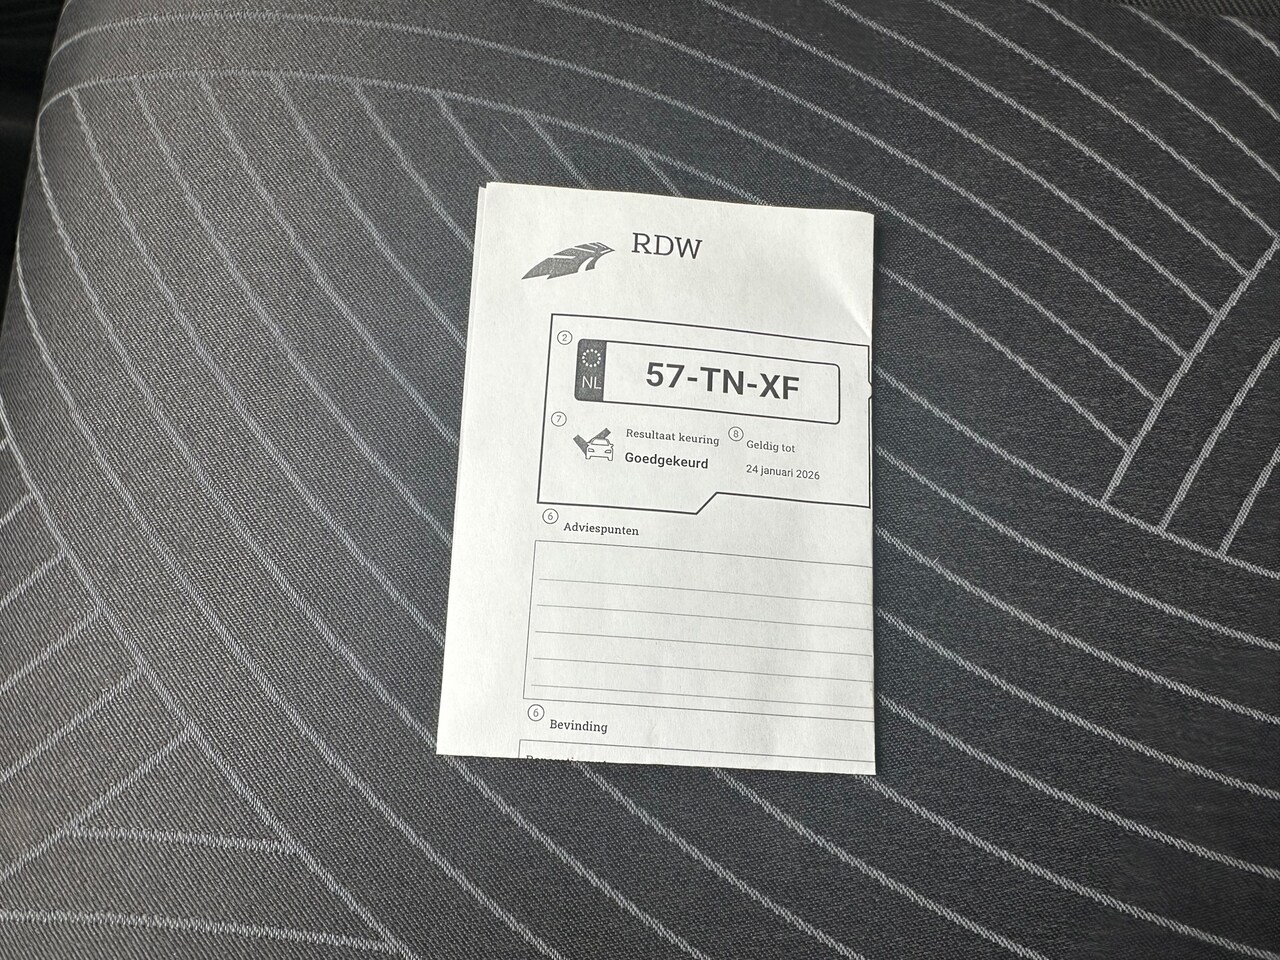 RDW
2
NL
57-TN-XF
7
Resultaat keuring
8
Geldig tot
Goedgekeurd
24 januari 2026
6
Adviespunten
6
Bevinding